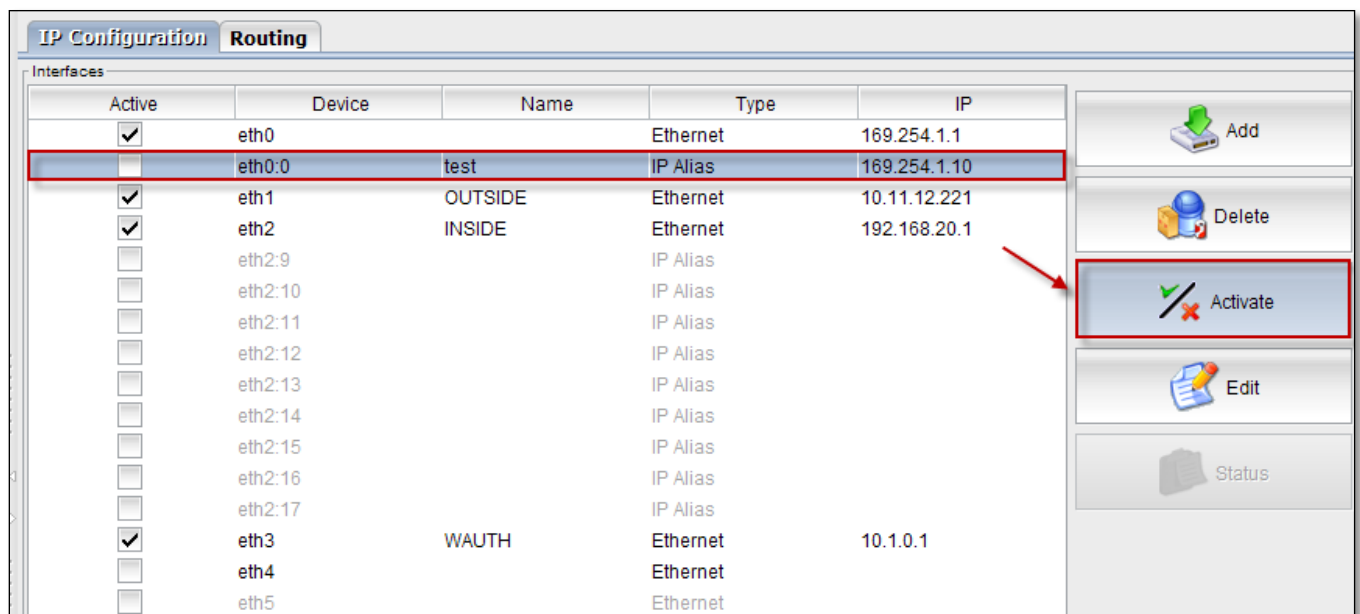 IP Configuration Routing
Interfaces
Active Device Name Type IP
eth0 Ethernet 169.254.1.1
eth0:0 test IP Alias 169.254.1.10
eth1 OUTSIDE Ethernet 10.11.12.221
eth2 INSIDE Ethernet 192.168.20.1
eth2:9 IP Alias
eth2:10 IP Alias
eth2:11 IP Alias
eth2:12 IP Alias
eth2:13 IP Alias
eth2:14 IP Alias
eth2:15 IP Alias
eth2:16 IP Alias
eth2:17 IP Alias
eth3 WAUTH Ethernet 10.1.0.1
eth4 Ethernet
eth5 Ethernet
Add
Delete
Activate
Edit
Status